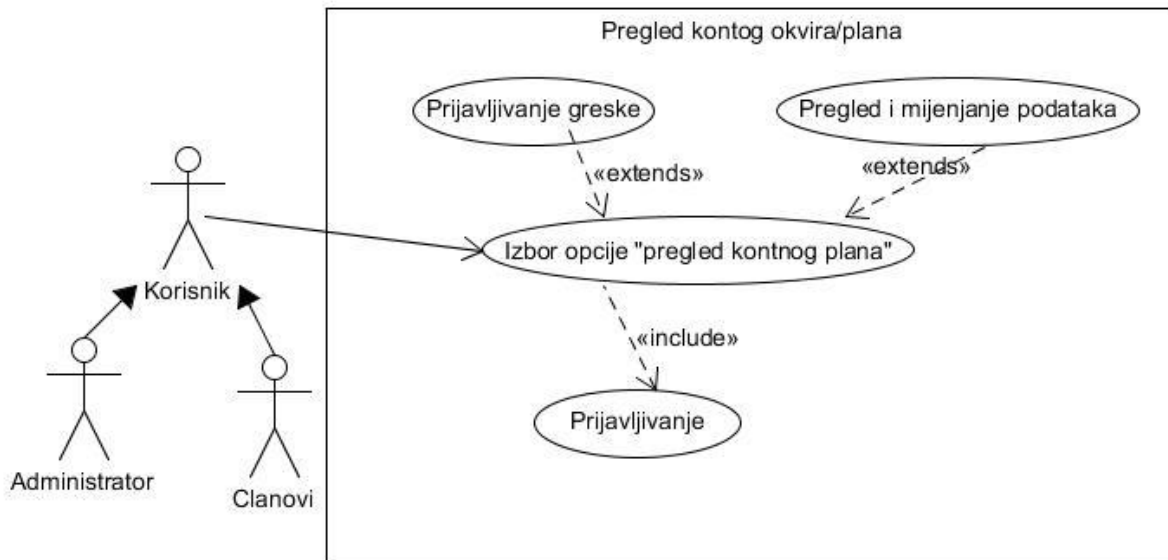 Pregled kontog okvira/plana
Prijavljivanje greske
Pregled i mijenjanje podataka
«extends»
«extends»
Izbor opcije "pregled kontnog plana"
Korisnik
«include»
Prijavljivanje
Administrator
Clanovi